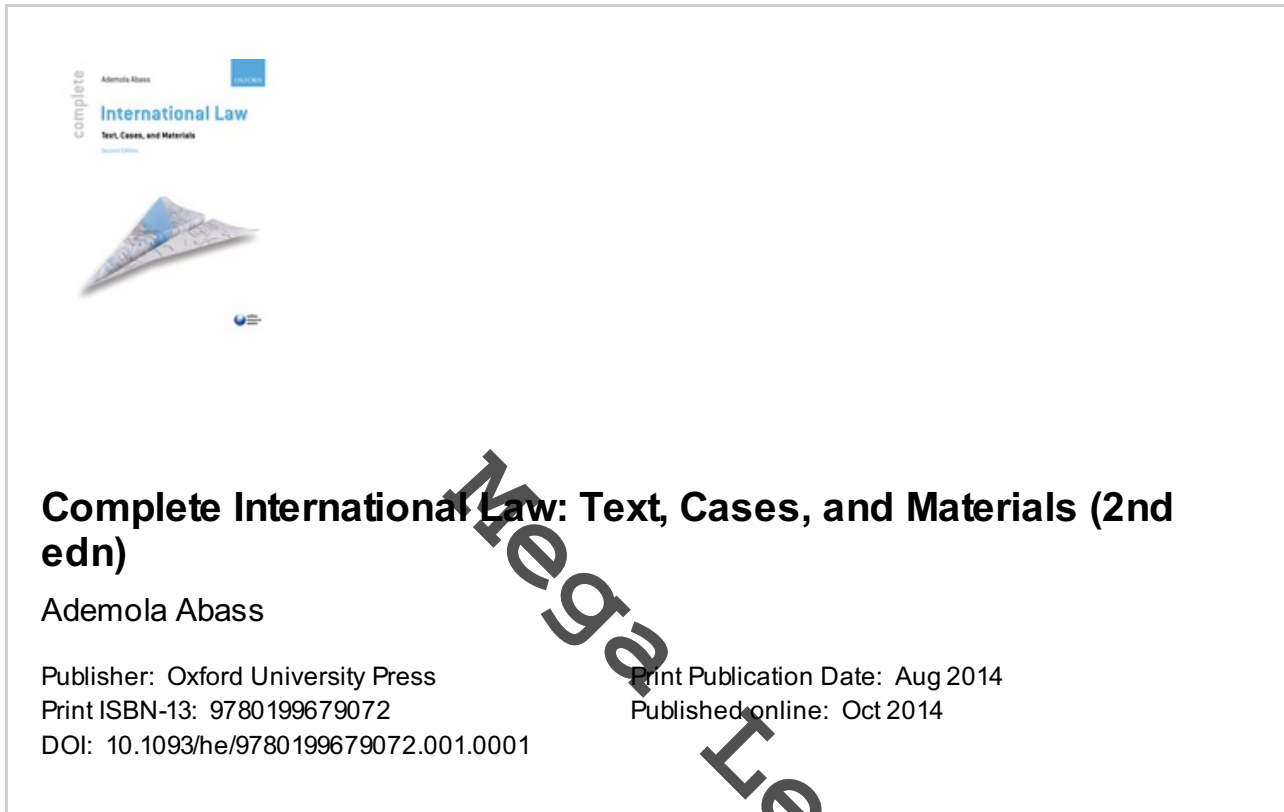 complete
Ademola Abass
OXFORD
International Law
Text, Cases, and Materials
Second Edition
Complete International Law: Text, Cases, and Materials (2nd
edn)
Ademola Abass
Publisher: Oxford University Press
Print Publication Date: Aug 2014
Print ISBN-13: 9780199679072
Published online: Oct 2014
DOI: 10.1093/he/9780199679072.001.0001
Mega Le